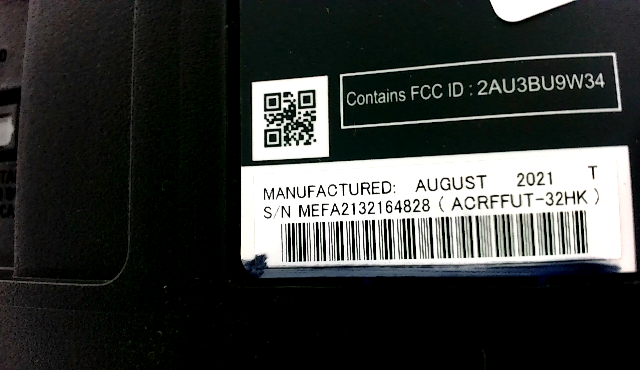 Contains FCC ID : 2AU3BU9W34
MANUFACTURED: AUGUST 2021 T
S/N MEFA2132164828 ( ACRFFUT-32HK )